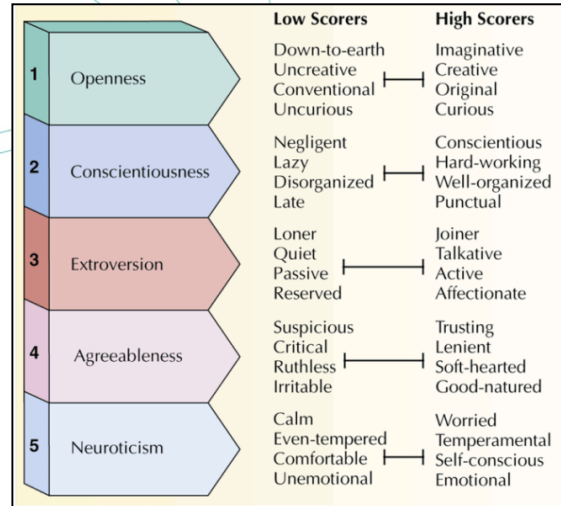 Low Scorers High Scorers
1 Openness
Down-to-earth Imaginative
Uncreative Creative
Conventional Original
Uncurious Curious
2 Conscientiousness
Negligent Conscientious
Lazy Hard-working
Disorganized Well-organized
Late Punctual
3 Extroversion
Loner Joiner
Quiet Talkative
Passive Active
Reserved Affectionate
4 Agreeableness
Suspicious Trusting
Critical Lenient
Ruthless Soft-hearted
Irritable Good-natured
5 Neuroticism
Calm Worried
Even-tempered Temperamental
Comfortable Self-conscious
Unemotional Emotional